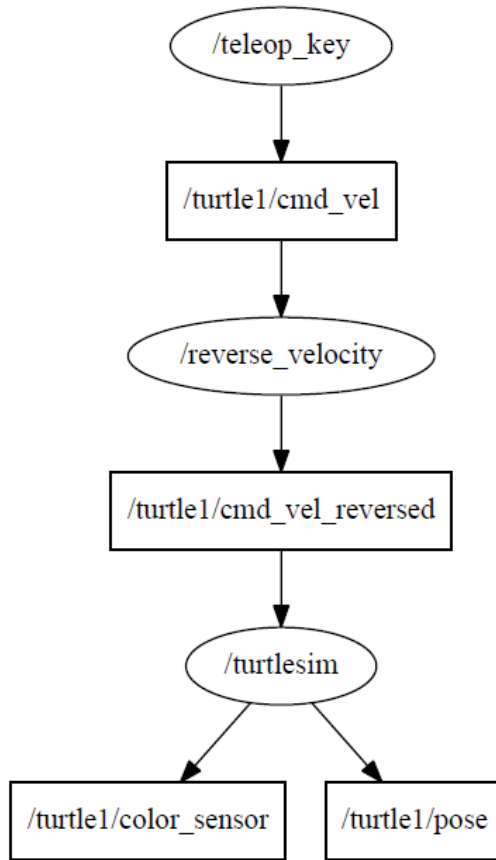 /teleop_key
/turtle1/cmd_vel
/reverse_velocity
/turtle1/cmd_vel_reversed
/turtlesim
/turtle1/color_sensor
/turtle1/pose